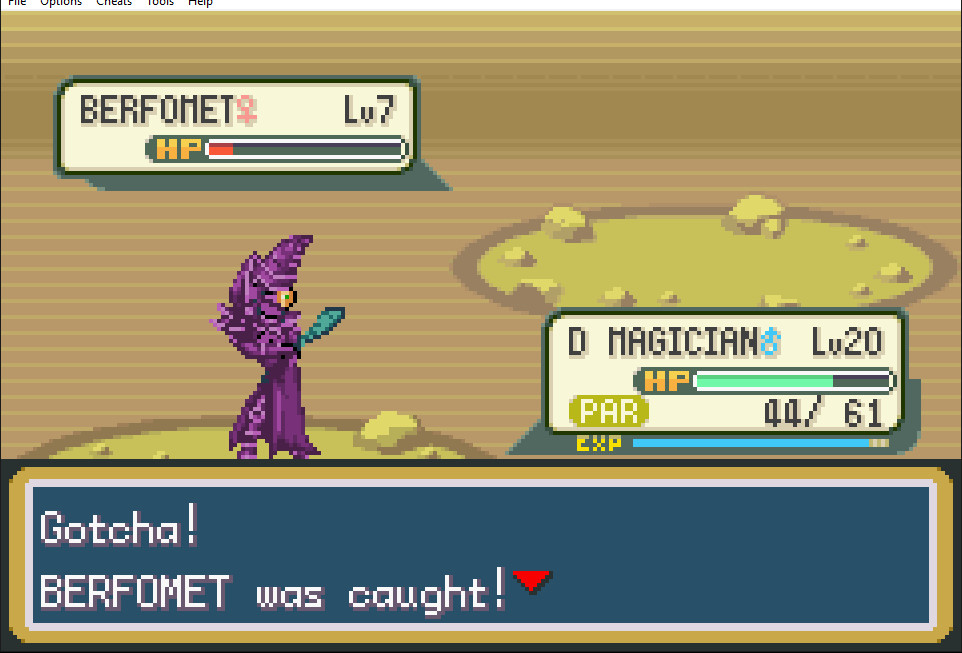 File Options Cheats Tools Help
BERFOMET♀ Lv7
HP
D MAGICIAN♂ Lv20
HP
PAR 44/ 61
EXP
Gotcha!
BERFOMET was caught!